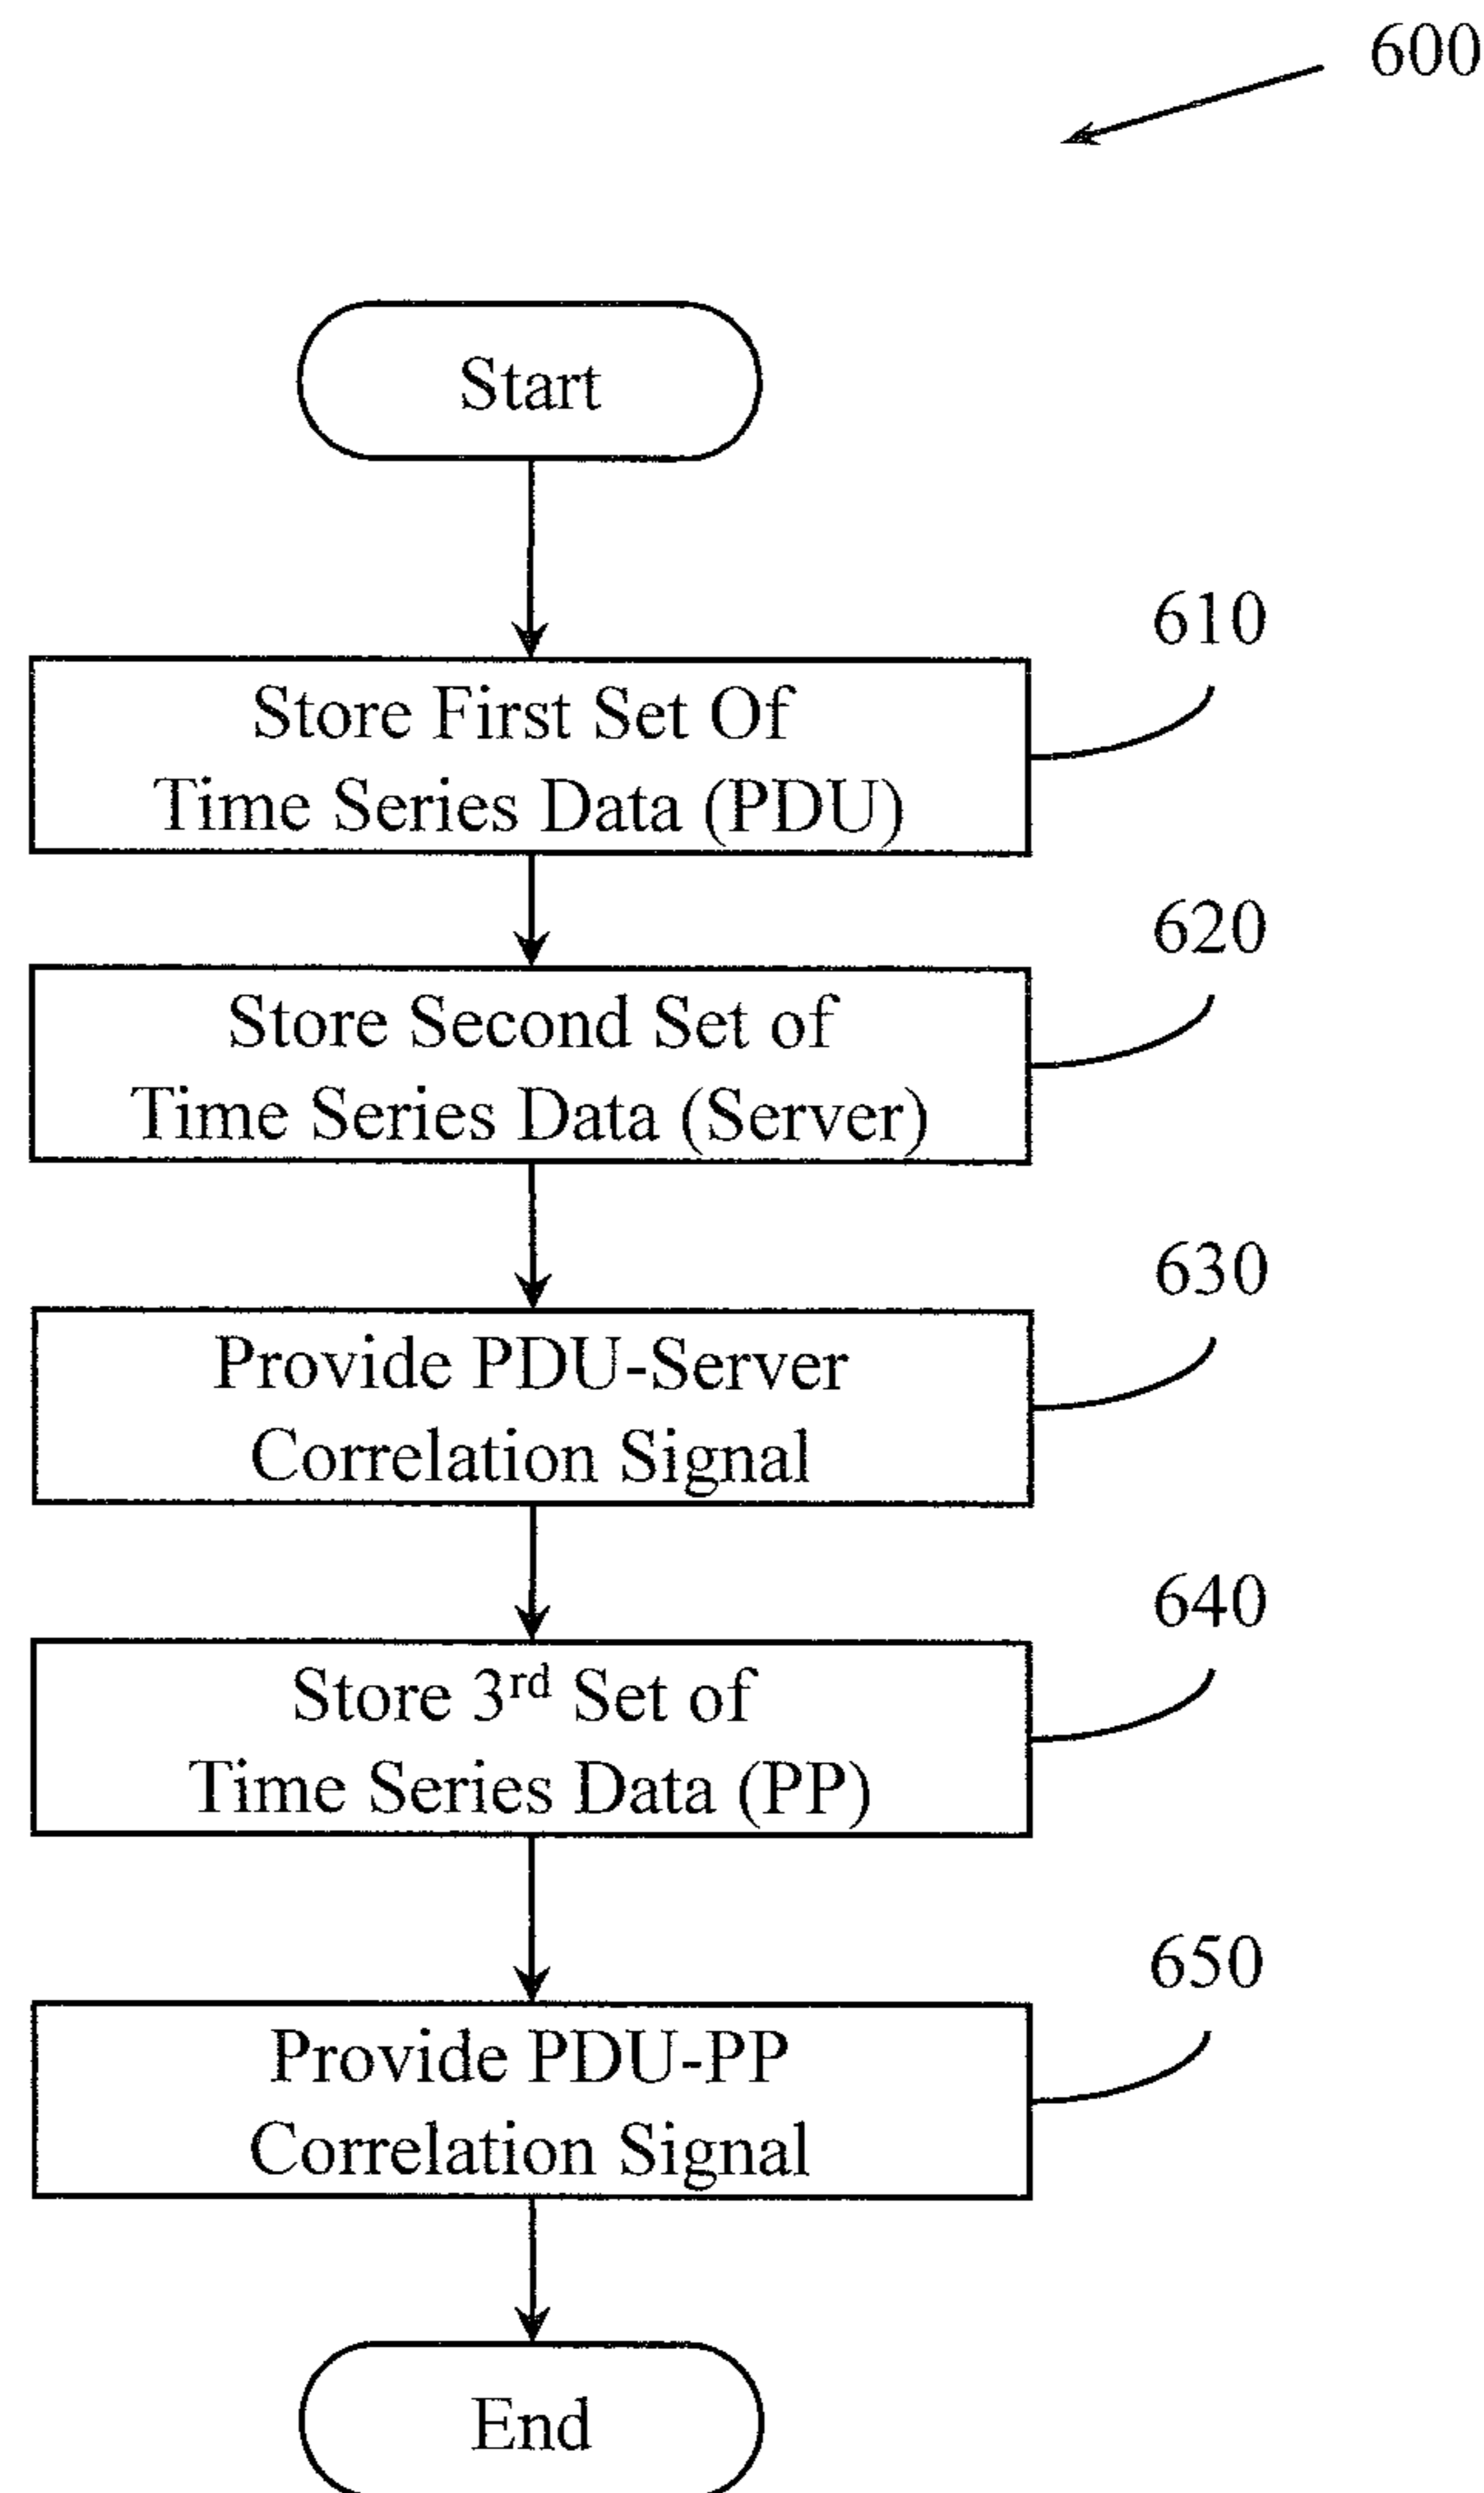 600
Start
610
Store First Set Of
Time Series Data (PDU)
620
Store Second Set of
Time Series Data (Server)
630
Provide PDU-Server
Correlation Signal
640
Store 3rd Set of
Time Series Data (PP)
650
Provide PDU-PP
Correlation Signal
End